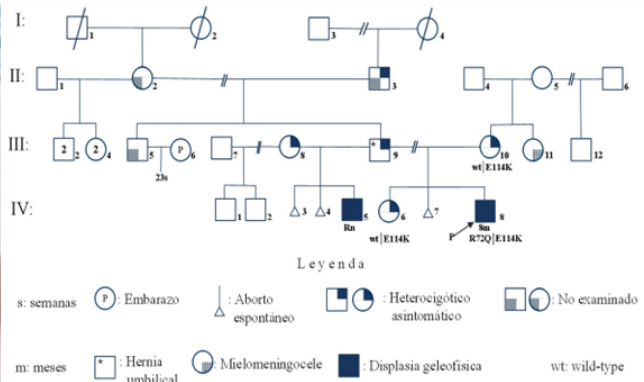 I:
1
2
3
4
II:
1
2
3
4
5
6
III:
2
2
2
4
5
P
6
7
8
*
9
10
11
12
23s
wt|E114K
IV:
1
2
3
4
5
6
7
8
Rn
wt|E114K
P
8m
R72Q|E114K
Leyenda
s: semanas
P : Embarazo
: Aborto espontáneo
: Heterocigótico asintomático
: No examinado
m: meses
* : Hernia umbilical
: Mielomeningocele
: Displasia geleofísica
wt: wild-type